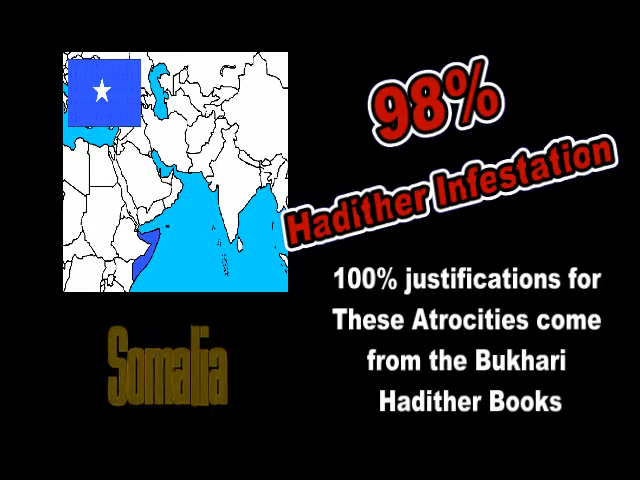 98%
Hadither Infestation
100% justifications for
These Atrocities come
from the Bukhari
Hadither Books
Somalia